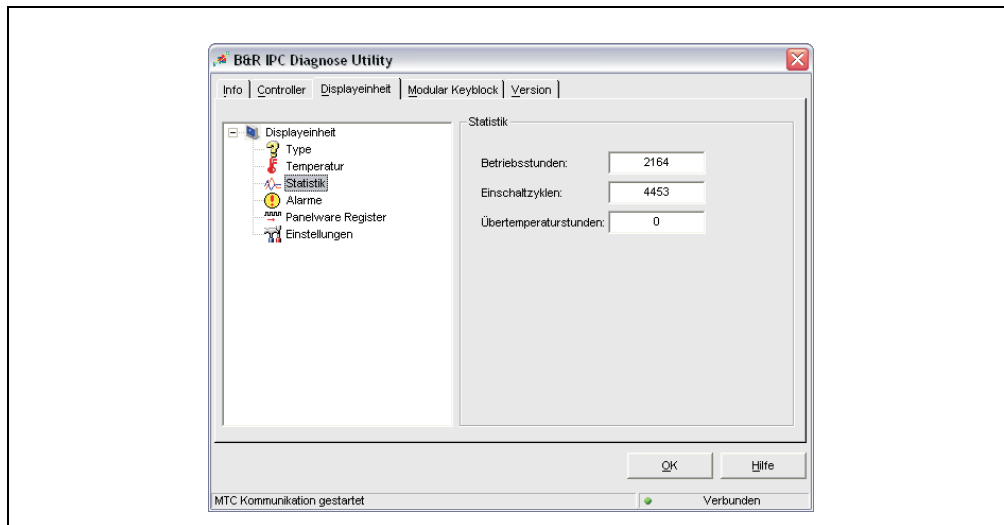 B&R IPC Diagnose Utility
Info Controller Displayeinheit Modular Keyblock Version
Displayeinheit
Type
Temperatur
Statistik
Alarme
Panelware Register
Einstellungen
Statistik
Betriebsstunden: 2164
Einschaltzyklen: 4453
Übertemperaturstunden: 0
OK Hilfe
MTC Kommunikation gestartet Verbunden